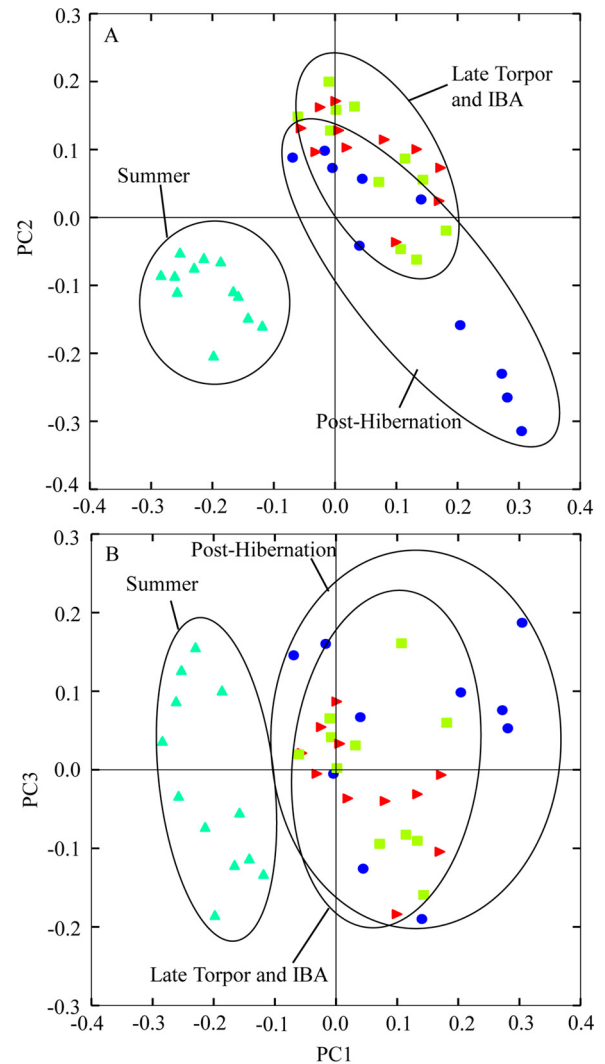 A
0.3
0.2
0.1
0.0
-0.1
-0.2
-0.3
-0.4
PC2
Late Torpor
and IBA
Summer
Post-Hibernation
-0.4 -0.3 -0.2 -0.1 0.0 0.1 0.2 0.3 0.4
B
0.3
0.2
0.1
0.0
-0.1
-0.2
-0.3
PC3
Post-Hibernation
Summer
Late Torpor and IBA
-0.4 -0.3 -0.2 -0.1 0.0 0.1 0.2 0.3 0.4
PC1